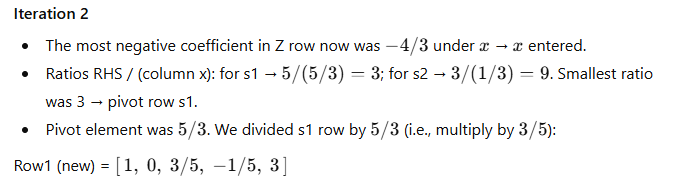 Iteration 2
• The most negative coefficient in Z row now was −4/3 under x → x entered.
• Ratios RHS / (column x): for s1 → 5/(5/3) = 3; for s2 → 3/(1/3) = 9. Smallest ratio
was 3 → pivot row s1.
• Pivot element was 5/3. We divided s1 row by 5/3 (i.e., multiply by 3/5):
Row1 (new) = [1, 0, 3/5, −1/5, 3]